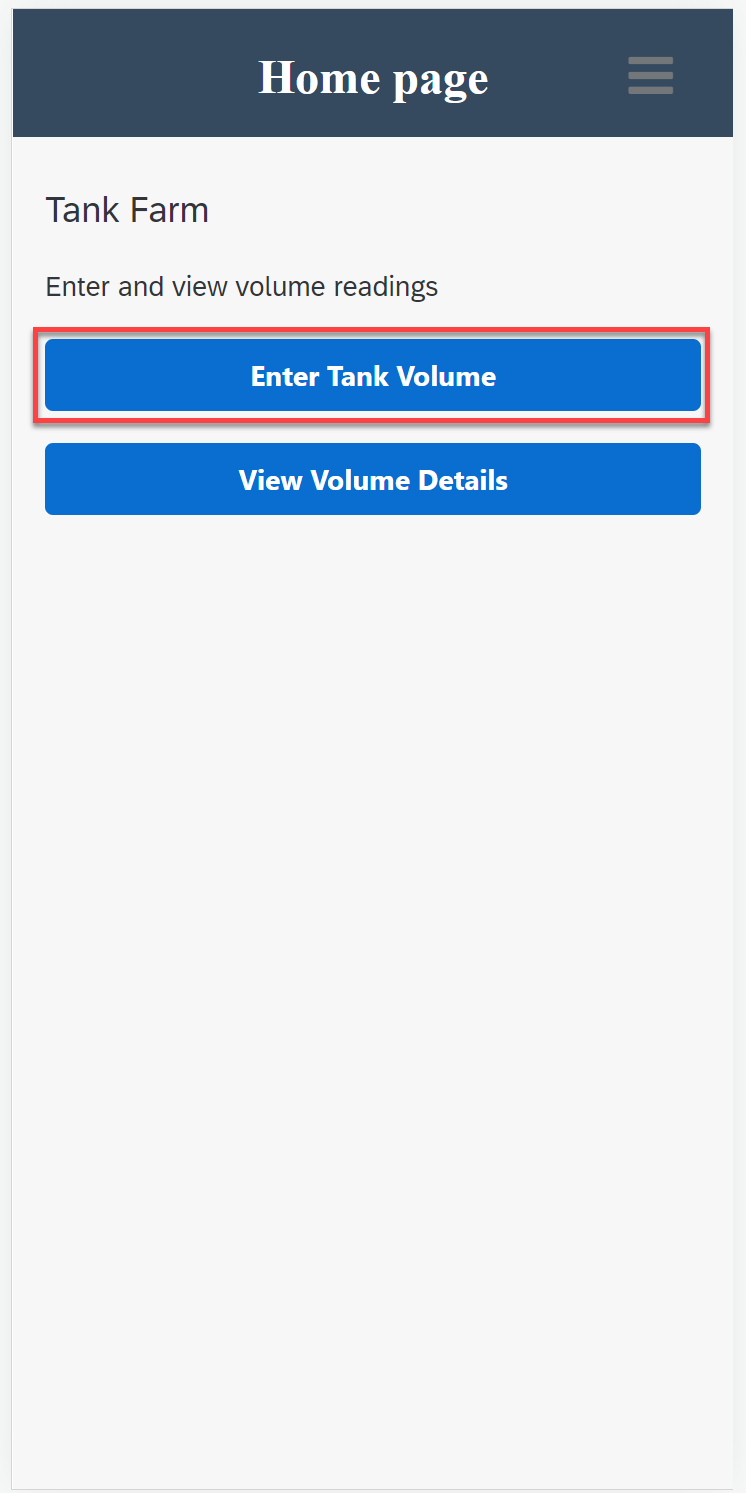 Home page
Tank Farm
Enter and view volume readings
Enter Tank Volume
View Volume Details